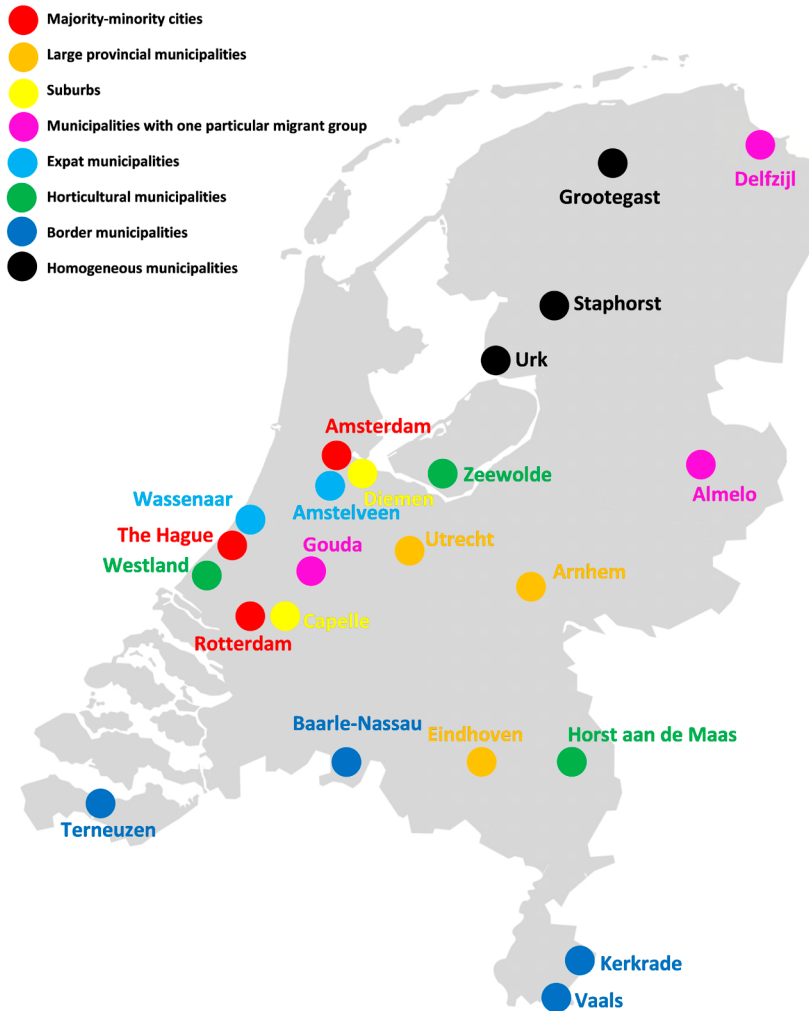 Majority-minority cities
Large provincial municipalities
Suburbs
Municipalities with one particular migrant group
Expat municipalities
Horticultural municipalities
Border municipalities
Homogeneous municipalities
Delfzijl
Grootegast
Staphorst
Urk
Amsterdam
Zeewolde
Diemen
Almelo
Wassenaar
Amstelveen
The Hague
Utrecht
Gouda
Westland
Arnhem
Capelle
Rotterdam
Baarle-Nassau
Eindhoven
Horst aan de Maas
Terneuzen
Kerkrade
Vaals